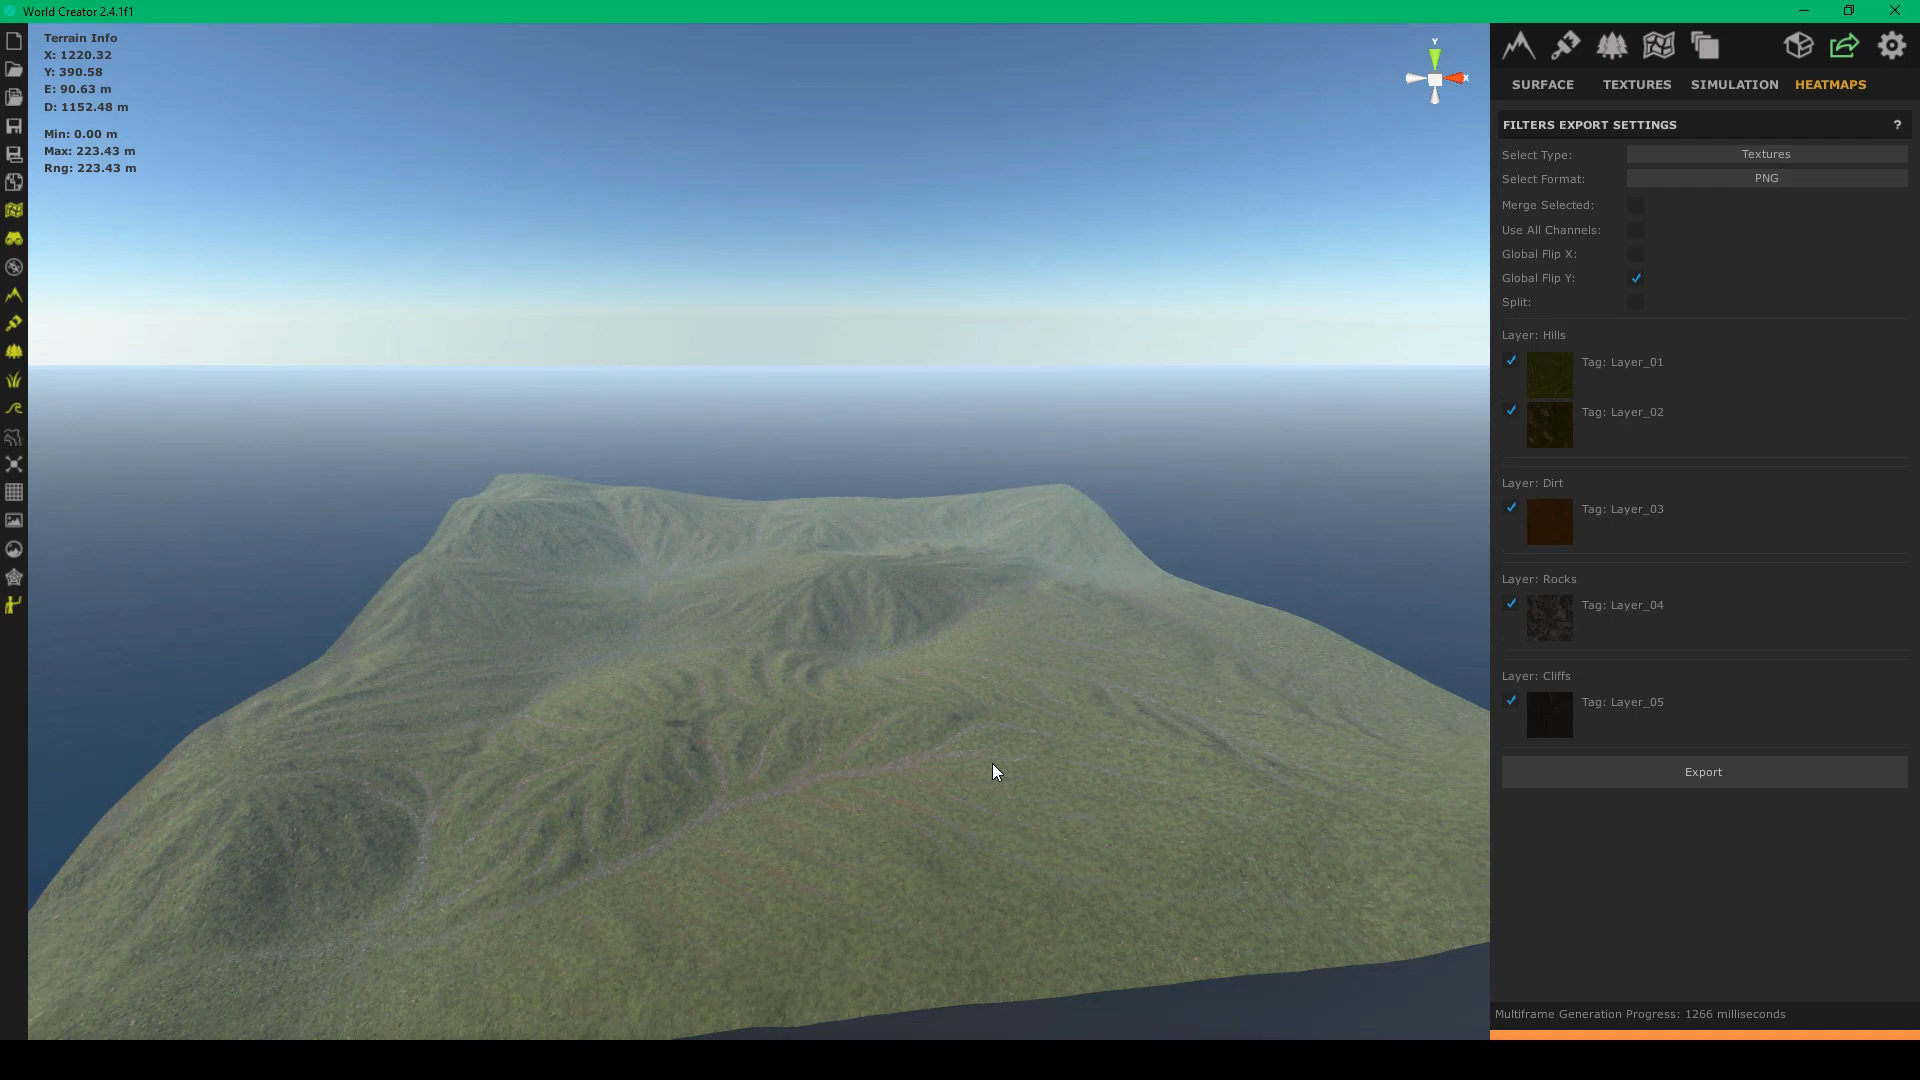 World Creator 2.4.1f1
Terrain Info
X: 1220.32
Y: 390.58
E: 90.63 m
D: 1152.48 m
Min: 0.00 m
Max: 223.43 m
Rng: 223.43 m
Y
X
SURFACE TEXTURES SIMULATION HEATMAPS
FILTERS EXPORT SETTINGS ?
Select Type: Textures
Select Format: PNG
Merge Selected:
Use All Channels:
Global Flip X:
Global Flip Y:
Split:
Layer: Hills
Tag: Layer_01
Tag: Layer_02
Layer: Dirt
Tag: Layer_03
Layer: Rocks
Tag: Layer_04
Layer: Cliffs
Tag: Layer_05
Export
Multiframe Generation Progress: 1266 milliseconds